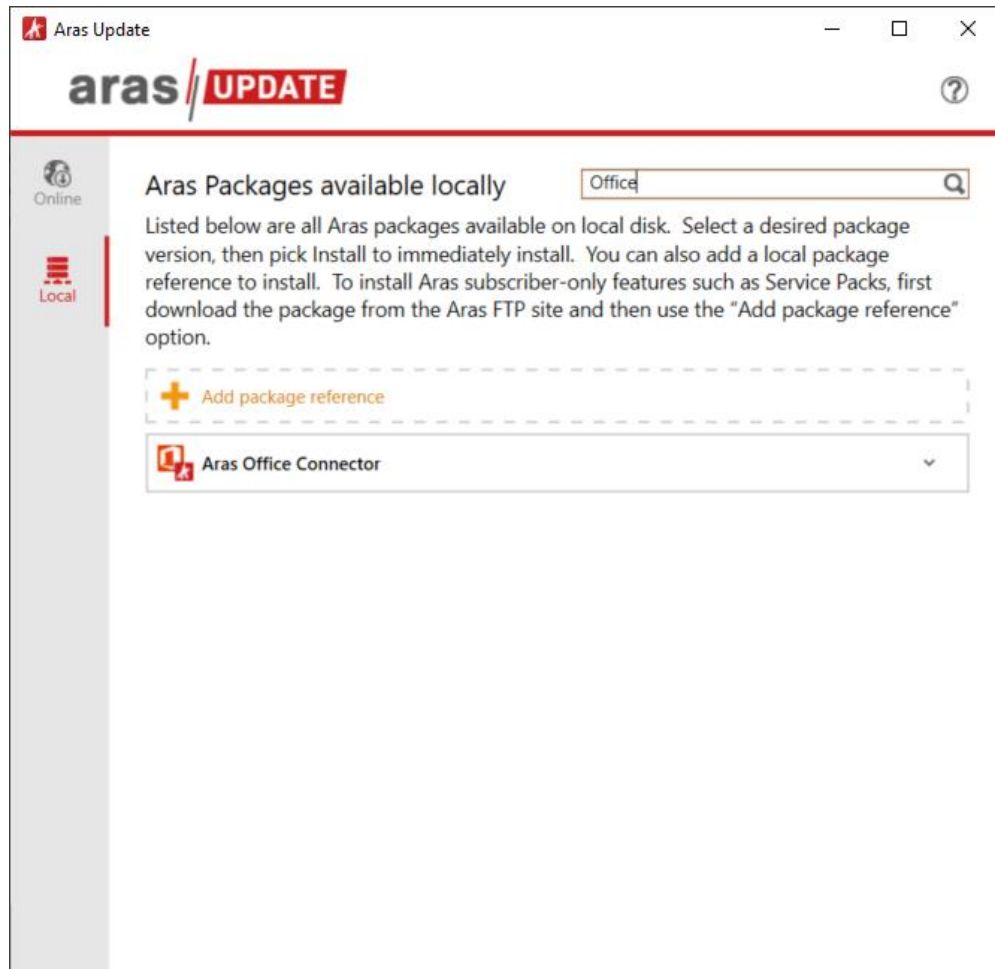 Aras Update
aras UPDATE
Online
Local
Aras Packages available locally
Office
Listed below are all Aras packages available on local disk. Select a desired package
version, then pick Install to immediately install. You can also add a local package
reference to install. To install Aras subscriber-only features such as Service Packs, first
download the package from the Aras FTP site and then use the “Add package reference”
option.
Add package reference
Aras Office Connector